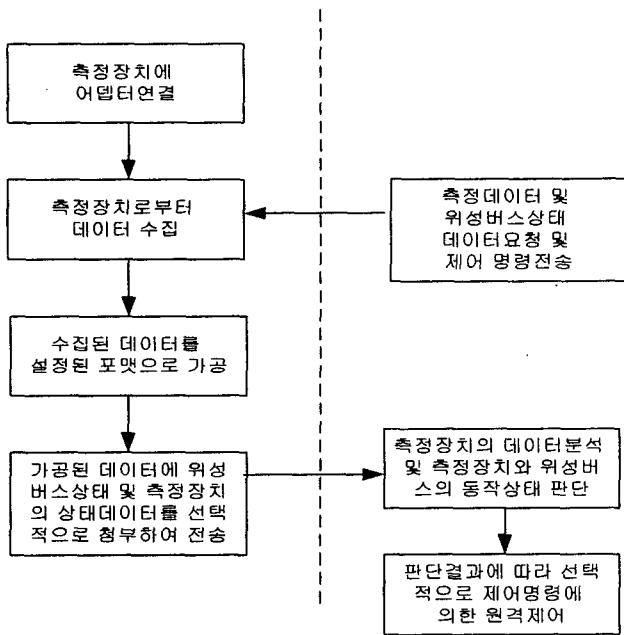 측정장치에
어뎁터연결
측정장치로부터
데이터 수집
측정데이터 및
위성버스상태
데이터요청 및
제어 명령전송
수집된 데이터를
설정된 포맷으로 가공
가공된 데이터에 위성
버스상태 및 측정장치
의 상태데이터를 선택
적으로 첨부하여 전송
측정장치의 데이터분석
및 측정장치와 위성버
스의 동작상태 판단
판단결과에 따라 선택
적으로 제어명령에
의한 원격제어